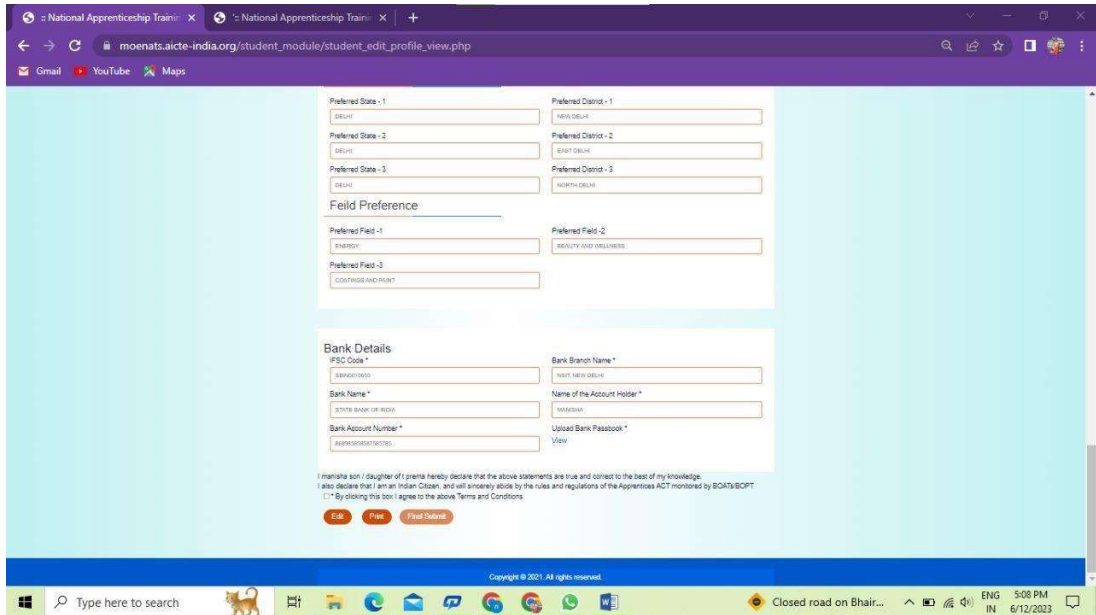 :: National Apprenticeship Trainin
:: National Apprenticeship Trainin
moenats.aicte-india.org/student_module/student_edit_profile_view.php
Gmail YouTube Maps
Preferred State - 1 Preferred District - 1
DELHI NEW DELHI
Preferred State - 2 Preferred District - 2
DELHI EAST DELHI
Preferred State - 3 Preferred District - 3
DELHI NORTH DELHI
Feild Preference
Preferred Field -1 Preferred Field -2
ENERGY BEAUTY AND WELLNESS
Preferred Field -3
COATINGS AND PAINT
Bank Details
IFSC Code * Bank Branch Name *
NSIT, NEW DELHI
Bank Name * Name of the Account Holder *
STATE BANK OF INDIA MANISHA
Bank Account Number * Upload Bank Passbook *
View
I manisha son / daughter of t prema hereby declare that the above statements are true and correct to the best of my knowledge.
I also declare that I am an Indian Citizen, and will sincerely abide by the rules and regulations of the Apprentices ACT monitored by BOATs/BOPT
* By clicking this box I agree to the above Terms and Conditions
Edit Print Final Submit
Copyright © 2021. All rights reserved.
Type here to search
Closed road on Bhair...
ENG 5:08 PM
IN 6/12/2023